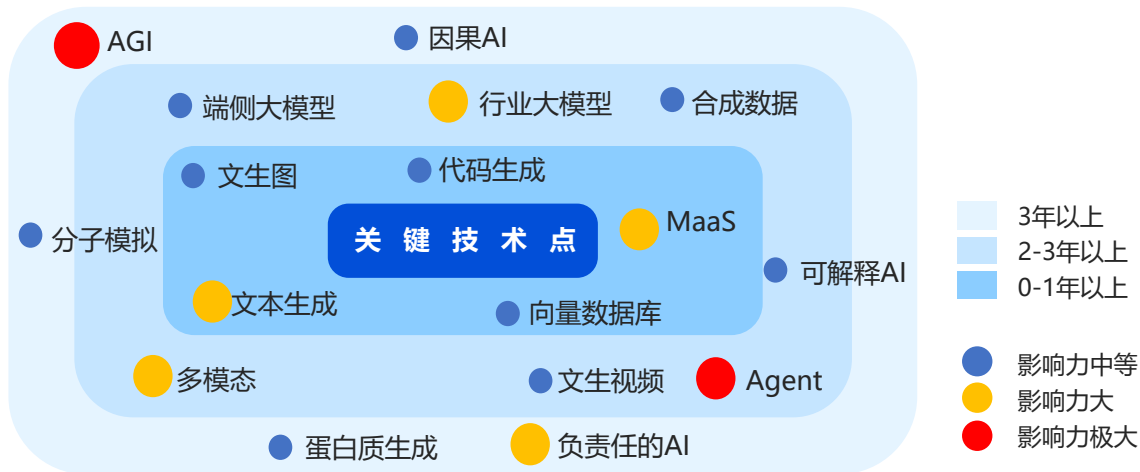 AGI
因果AI
端侧大模型
行业大模型
合成数据
文生图
代码生成
分子模拟
关键技术点
MaaS
可解释AI
文本生成
向量数据库
多模态
文生视频
Agent
蛋白质生成
负责任的AI
3年以上
2-3年以上
0-1年以上
影响力中等
影响力大
影响力极大